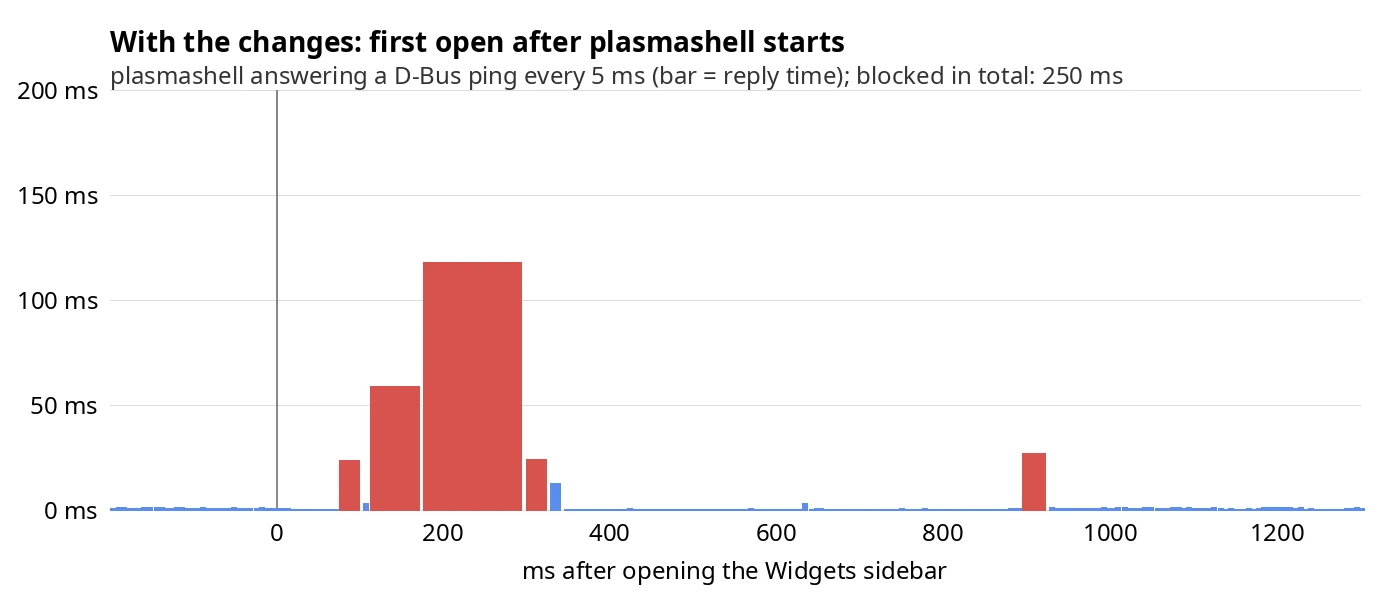 With the changes: first open after plasmashell starts
plasmashell answering a D-Bus ping every 5 ms (bar = reply time); blocked in total: 250 ms
200 ms
150 ms
100 ms
50 ms
0 ms
0 200 400 600 800 1000 1200
ms after opening the Widgets sidebar